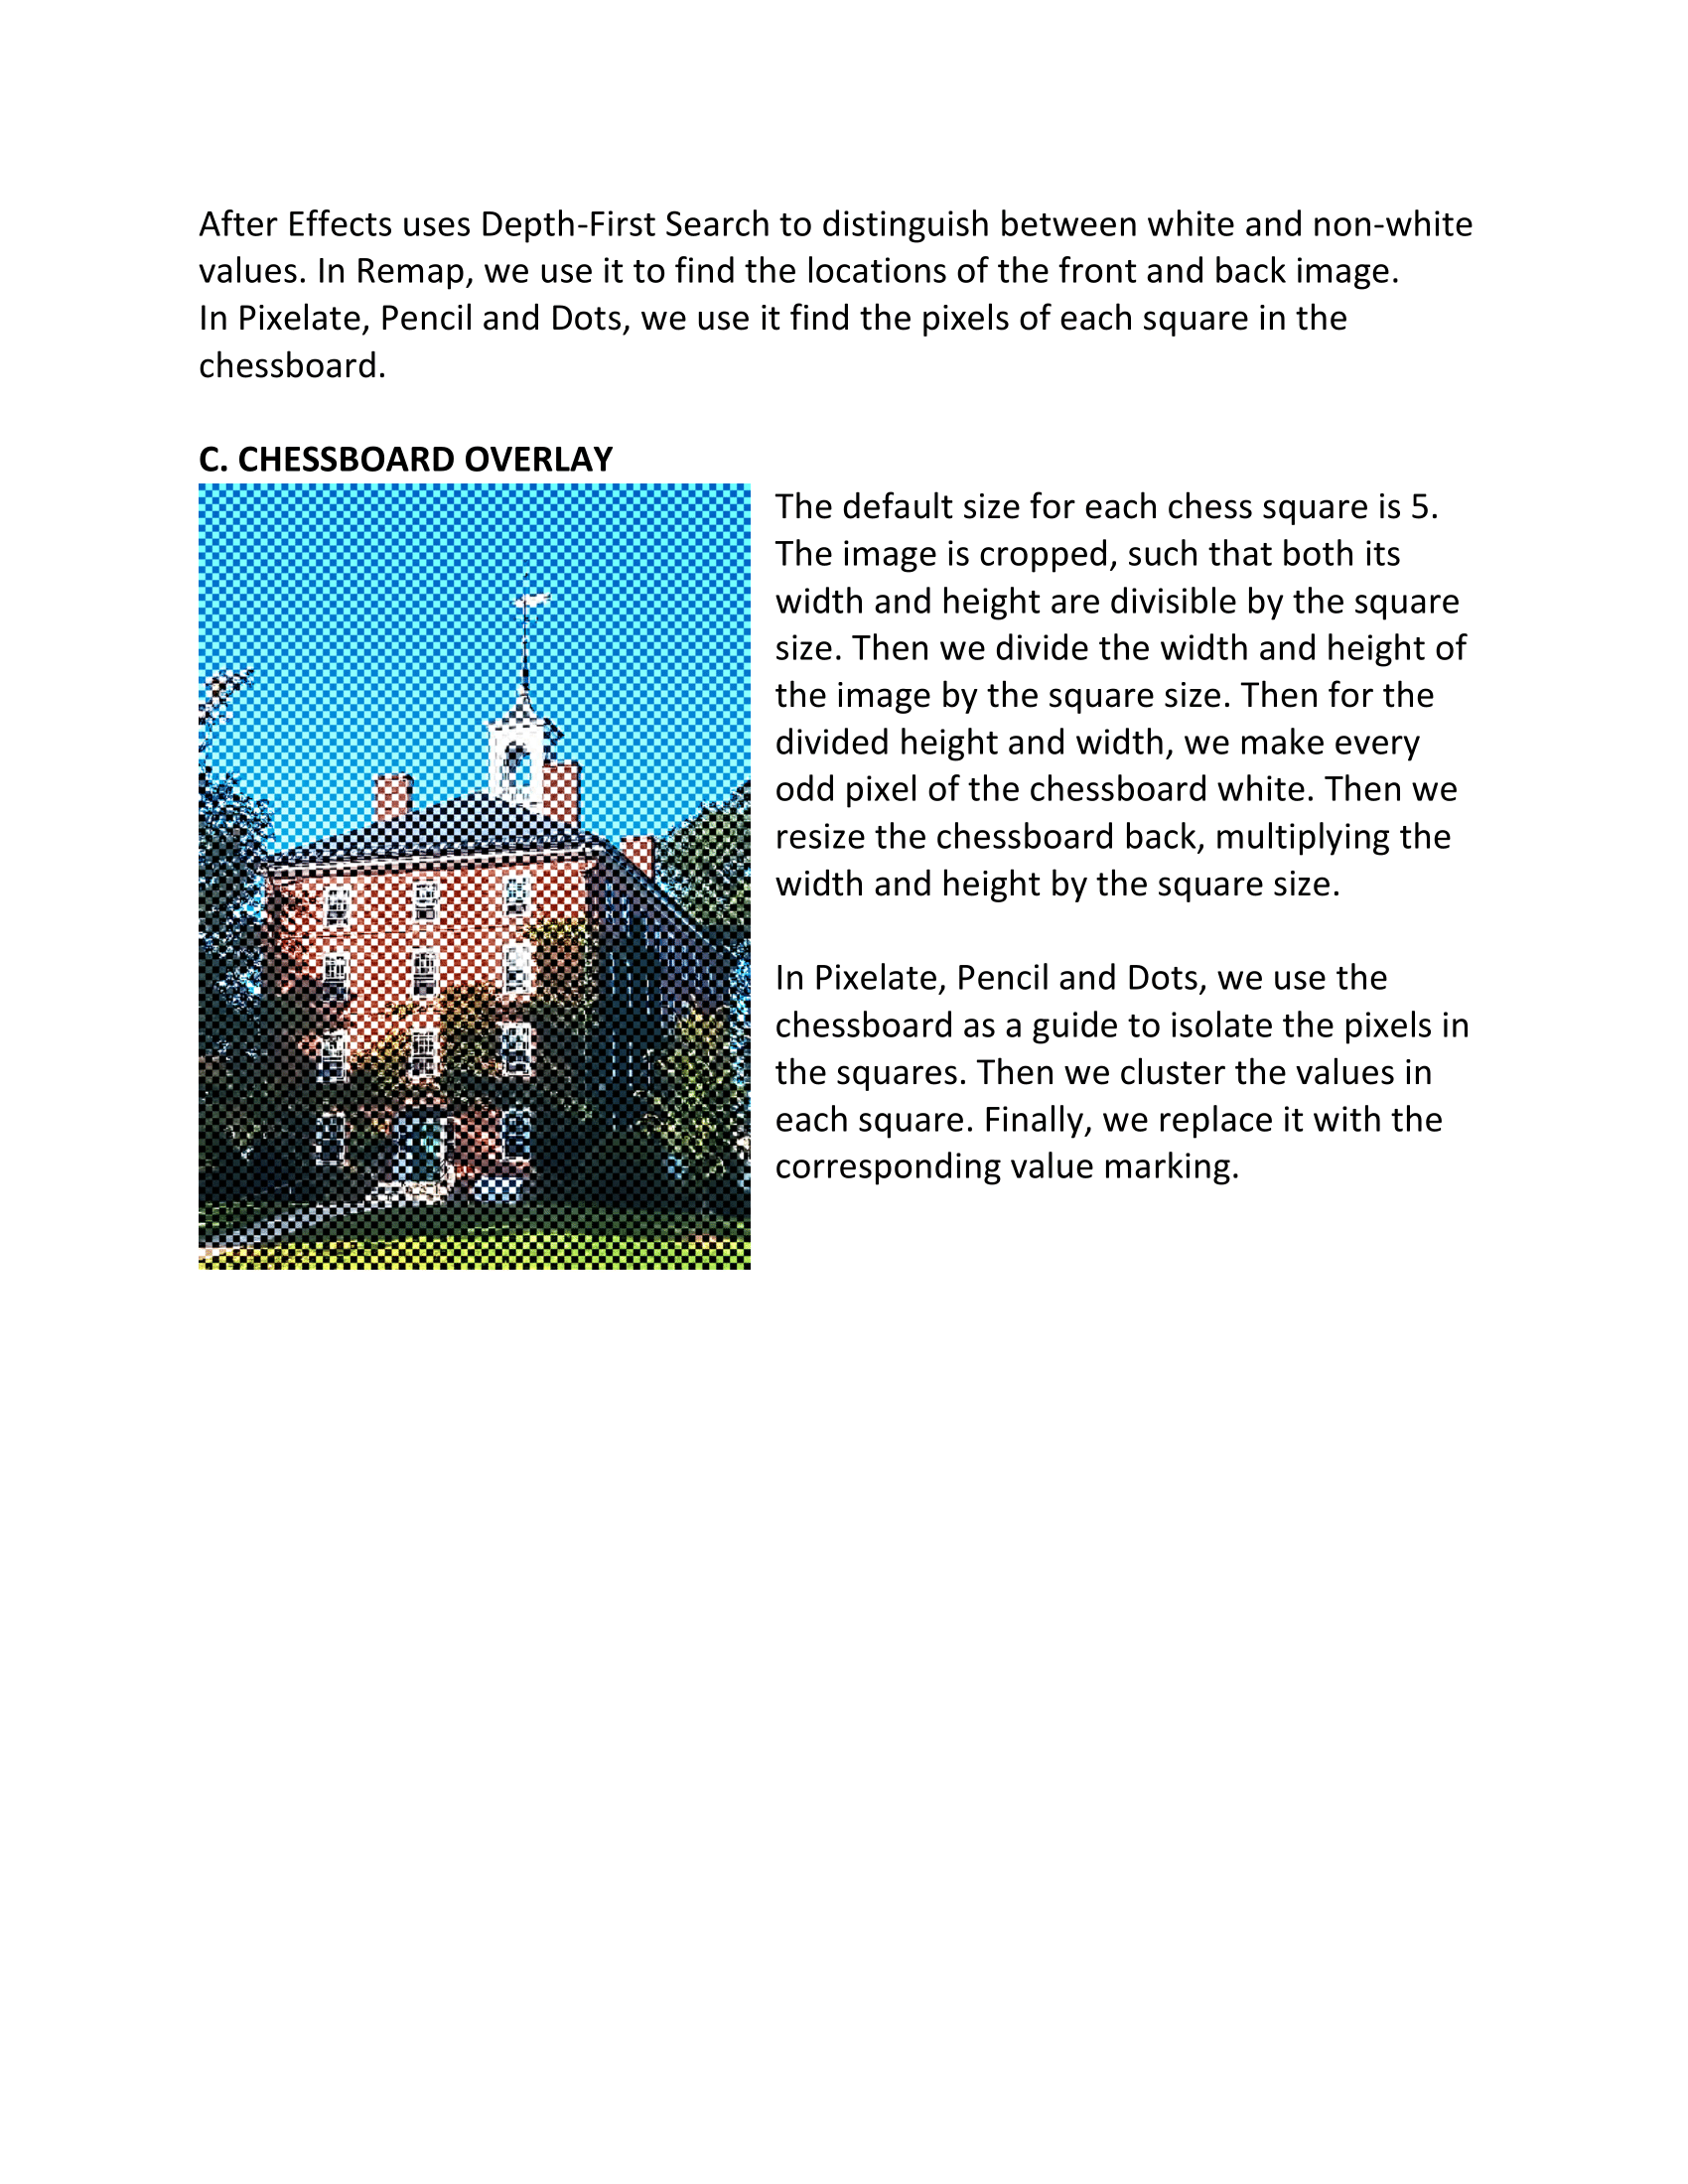 After Effects uses Depth-First Search to distinguish between white and non-white
values. In Remap, we use it to find the locations of the front and back image.
In Pixelate, Pencil and Dots, we use it find the pixels of each square in the
chessboard.
C. CHESSBOARD OVERLAY
The default size for each chess square is 5.
The image is cropped, such that both its
width and height are divisible by the square
size. Then we divide the width and height of
the image by the square size. Then for the
divided height and width, we make every
odd pixel of the chessboard white. Then we
resize the chessboard back, multiplying the
width and height by the square size.
In Pixelate, Pencil and Dots, we use the
chessboard as a guide to isolate the pixels in
the squares. Then we cluster the values in
each square. Finally, we replace it with the
corresponding value marking.